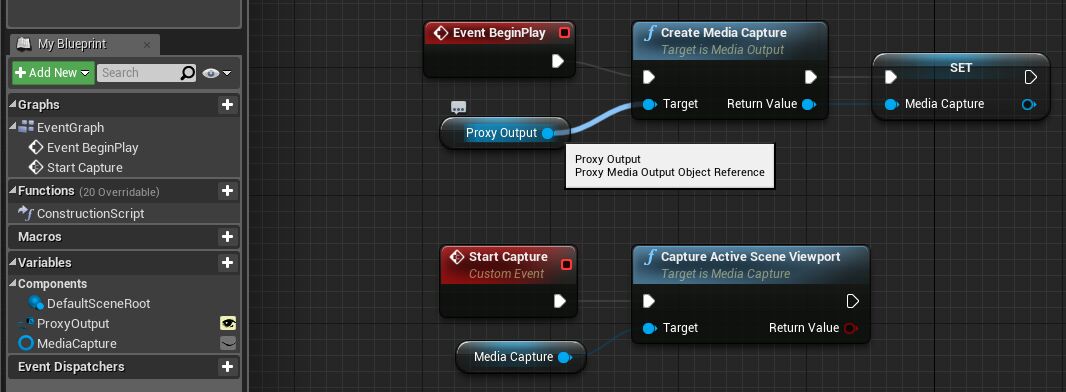 My Blueprint
Add New
Search
Graphs
EventGraph
Event BeginPlay
Start Capture
Functions (20 Overridable)
ConstructionScript
Macros
Variables
Components
DefaultSceneRoot
ProxyOutput
MediaCapture
Event Dispatchers
Event BeginPlay
Create Media Capture
Target is Media Output
Target Return Value
SET
Media Capture
Proxy Output
Proxy Output
Proxy Media Output Object Reference
Start Capture
Custom Event
Capture Active Scene Viewport
Target is Media Capture
Target Return Value
Media Capture